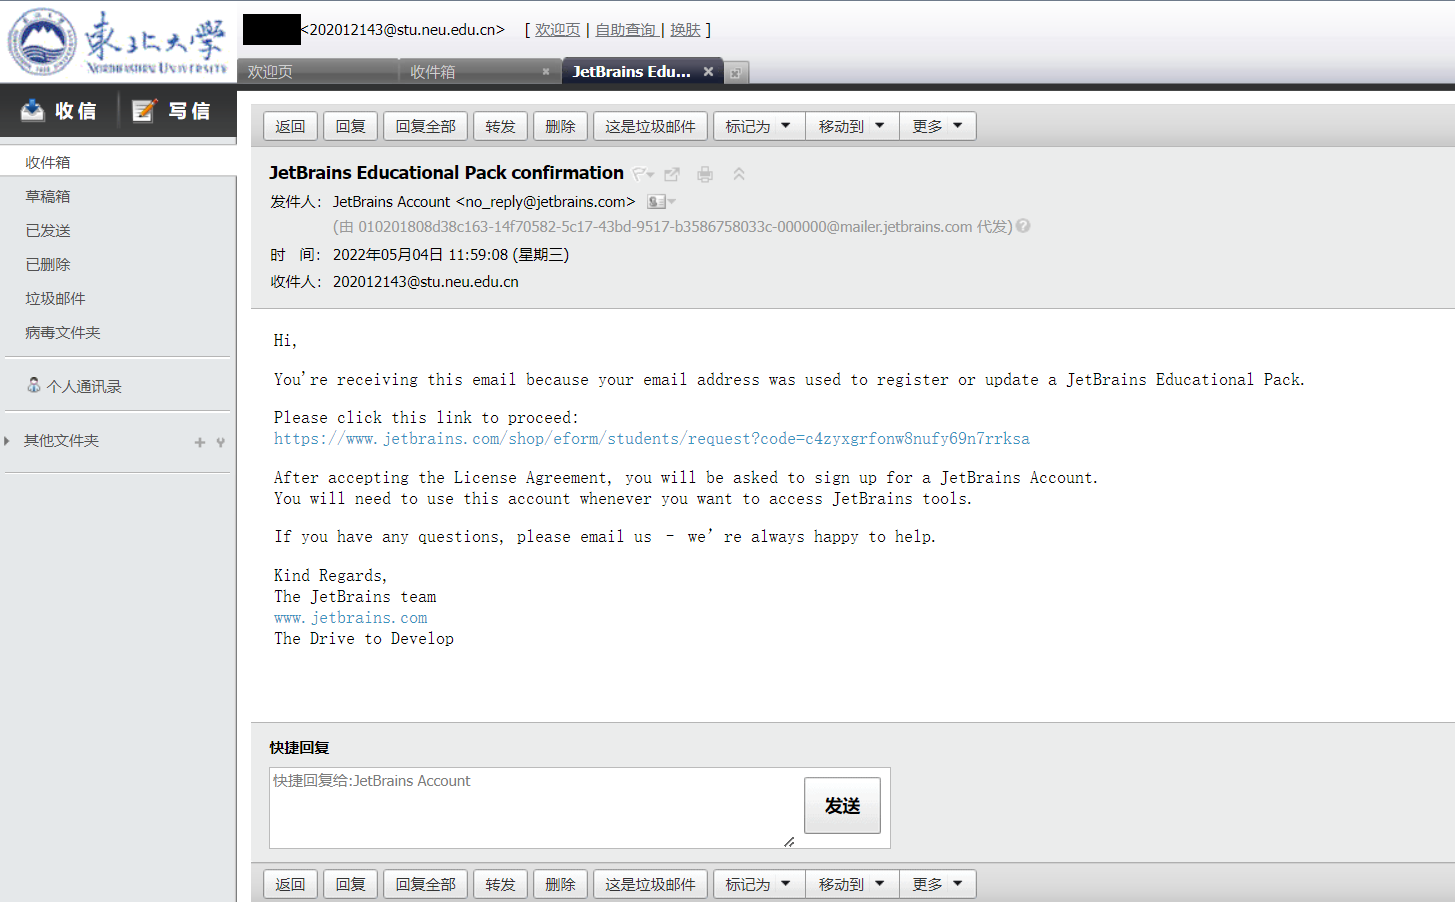 東北大学
NORTHEASTERN UNIVERSITY
<202012143@stu.neu.edu.cn> [ 欢迎页 | 自助查询 | 换肤 ]
欢迎页 收件箱 × JetBrains Edu... ×
收信 写信
返回 回复 回复全部 转发 删除 这是垃圾邮件 标记为 移动到 更多
收件箱
草稿箱
已发送
已删除
垃圾邮件
病毒文件夹
个人通讯录
其他文件夹
JetBrains Educational Pack confirmation
发件人: JetBrains Account <no_reply@jetbrains.com>
(由 010201808d38c163-14f70582-5c17-43bd-9517-b3586758033c-000000@mailer.jetbrains.com 代发)
时 间: 2022年05月04日 11:59:08 (星期三)
收件人: 202012143@stu.neu.edu.cn
Hi,
You're receiving this email because your email address was used to register or update a JetBrains Educational Pack.
Please click this link to proceed:
https://www.jetbrains.com/shop/eform/students/request?code=c4zyxgrfonw8nufy69n7rrksa
After accepting the License Agreement, you will be asked to sign up for a JetBrains Account.
You will need to use this account whenever you want to access JetBrains tools.
If you have any questions, please email us – we’re always happy to help.
Kind Regards,
The JetBrains team
www.jetbrains.com
The Drive to Develop
快捷回复
快捷回复给:JetBrains Account
发送
返回 回复 回复全部 转发 删除 这是垃圾邮件 标记为 移动到 更多